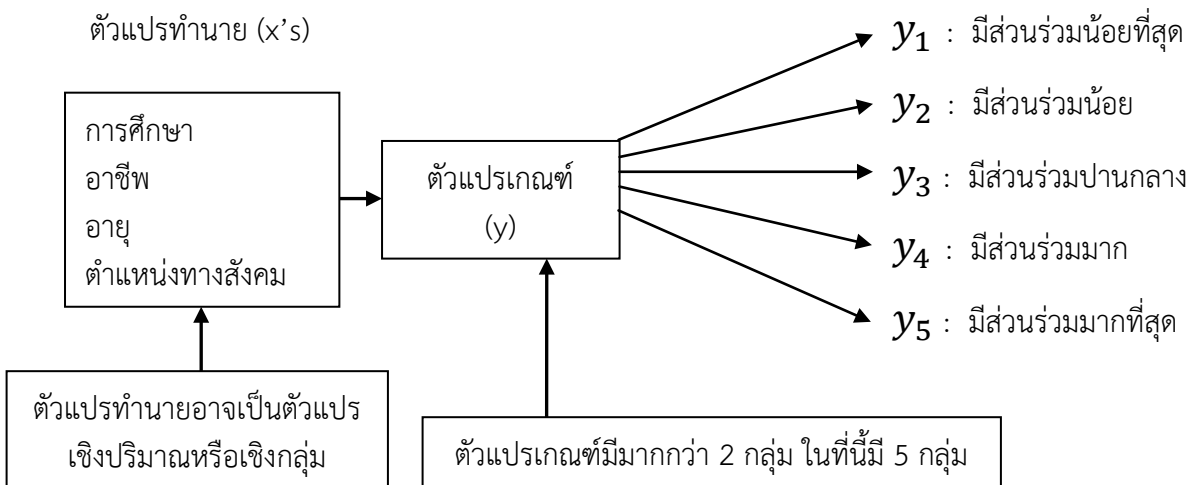 ตัวแปรทำนาย (x’s)
การศึกษา
อาชีพ
อายุ
ตำแหน่งทางสังคม
ตัวแปรทำนายอาจเป็นตัวแปร
เชิงปริมาณหรือเชิงกลุ่ม
ตัวแปรเกณฑ์
(y)
ตัวแปรเกณฑ์มีมากกว่า 2 กลุ่ม ในที่นี้มี 5 กลุ่ม
y₁ : มีส่วนร่วมน้อยที่สุด
y₂ : มีส่วนร่วมน้อย
y₃ : มีส่วนร่วมปานกลาง
y₄ : มีส่วนร่วมมาก
y₅ : มีส่วนร่วมมากที่สุด